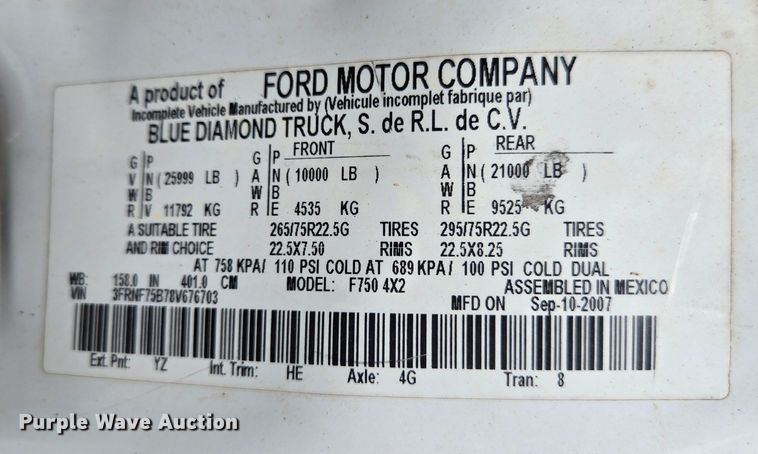 A product of FORD MOTOR COMPANY
Incomplete Vehicle Manufactured by (Vehicule incomplet fabrique par)
BLUE DIAMOND TRUCK, S. de R.L. de C.V.
FRONT REAR
G P G P G P
V N ( 25999 LB ) A N ( 10000 LB ) A N ( 21000 LB )
W B W B W B
R V 11792 KG R E 4535 KG R E 9525 KG
A SUITABLE TIRE 265/75R22.5G TIRES 295/75R22.5G TIRES
AND RIM CHOICE 22.5X7.50 RIMS 22.5X8.25 RIMS
AT 758 KPA/ 110 PSI COLD AT 689 KPA/ 100 PSI COLD DUAL
WB: 158.0 IN 401.0 CM MODEL: F750 4X2 ASSEMBLED IN MEXICO
VIN 3FRNF75B78V676703 MFD ON Sep-10-2007
Ext. Pnt: YZ Int. Trim: HE Axle: 4G Tran: 8
Purple Wave Auction